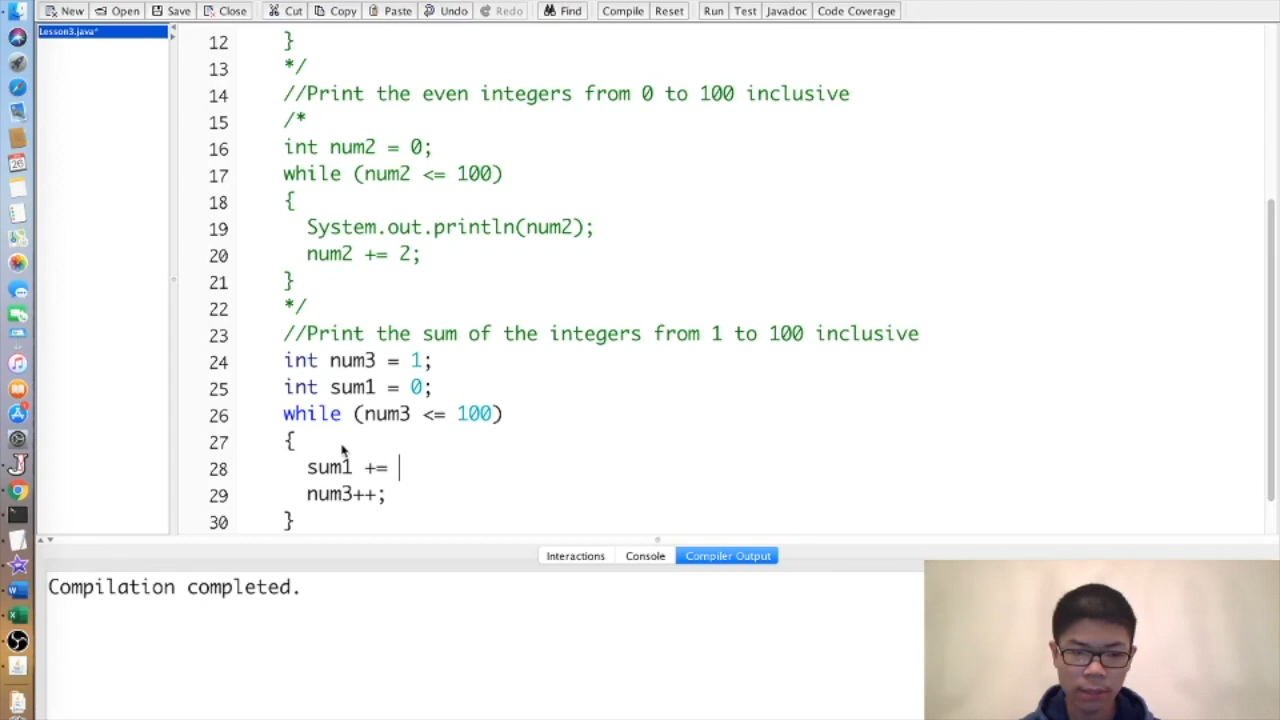 New Open Save Close Cut Copy Paste Undo Redo Find Compile Reset Run Test Javadoc Code Coverage
Lesson3.java*
12 }
13 */
14 //Print the even integers from 0 to 100 inclusive
15 /*
16 int num2 = 0;
17 while (num2 <= 100)
18 {
19 System.out.println(num2);
20 num2 += 2;
21 }
22 */
23 //Print the sum of the integers from 1 to 100 inclusive
24 int num3 = 1;
25 int sum1 = 0;
26 while (num3 <= 100)
27 {
28 sum1 +=
29 num3++;
30 }
Interactions Console Compiler Output
Compilation completed.